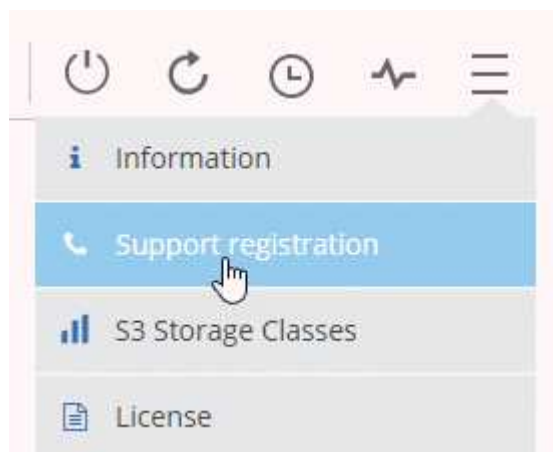 Information
Support registration
S3 Storage Classes
License